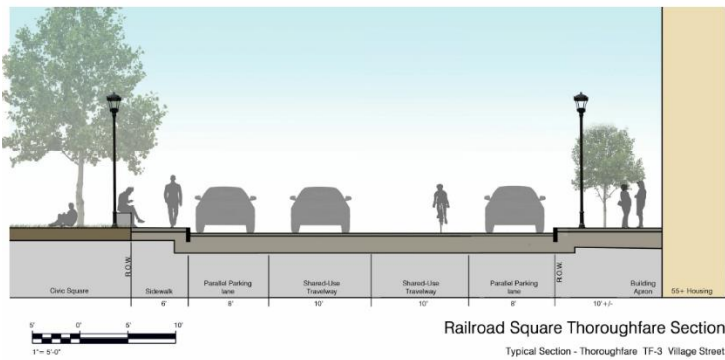 R.O.W.
R.O.W.
Civic Square
Sidewalk
Parallel Parking
lane
Shared-Use
Travelway
Shared-Use
Travelway
Parallel Parking
lane
Building
Apron
55+ Housing
6'
8'
10'
10'
8'
10'+/-
5' 0' 5' 10'
1"= 5'-0"
Railroad Square Thoroughfare Section
Typical Section - Thoroughfare TF-3 Village Street